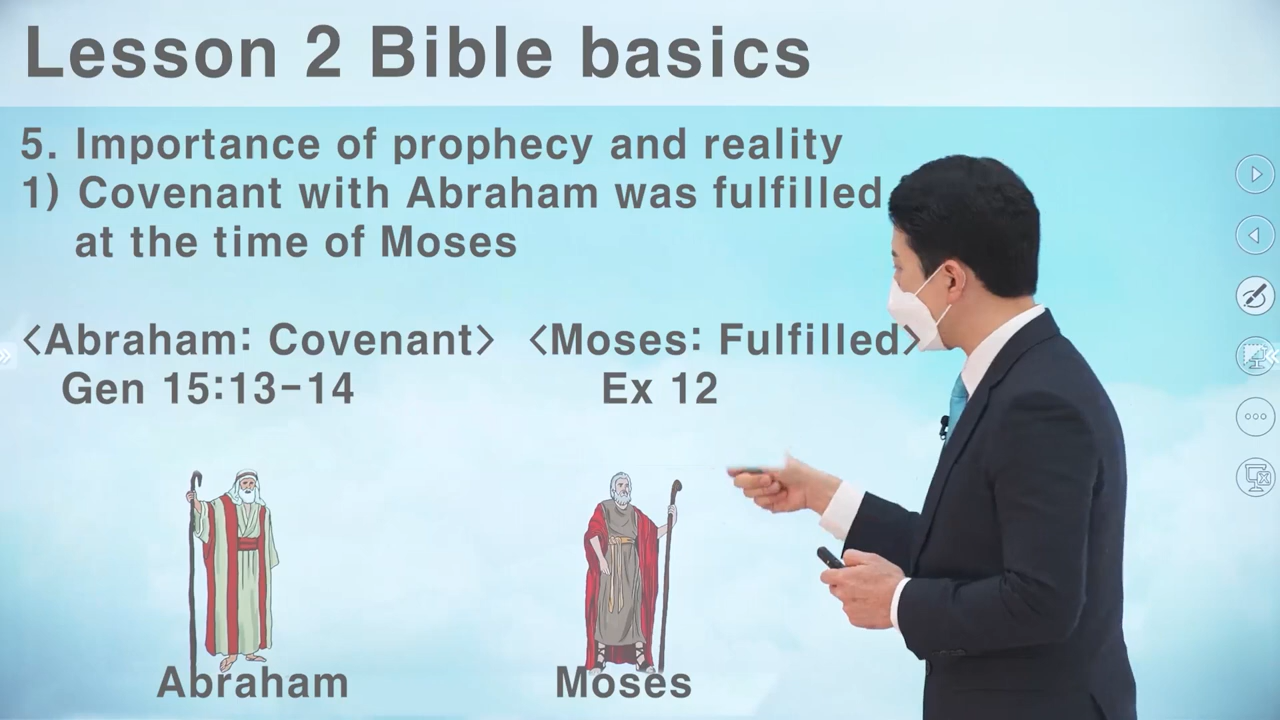 Lesson 2 Bible basics
5. Importance of prophecy and reality
1) Covenant with Abraham was fulfilled
at the time of Moses
<Abraham: Covenant> <Moses: Fulfilled>
Gen 15:13-14 Ex 12
Abraham Moses